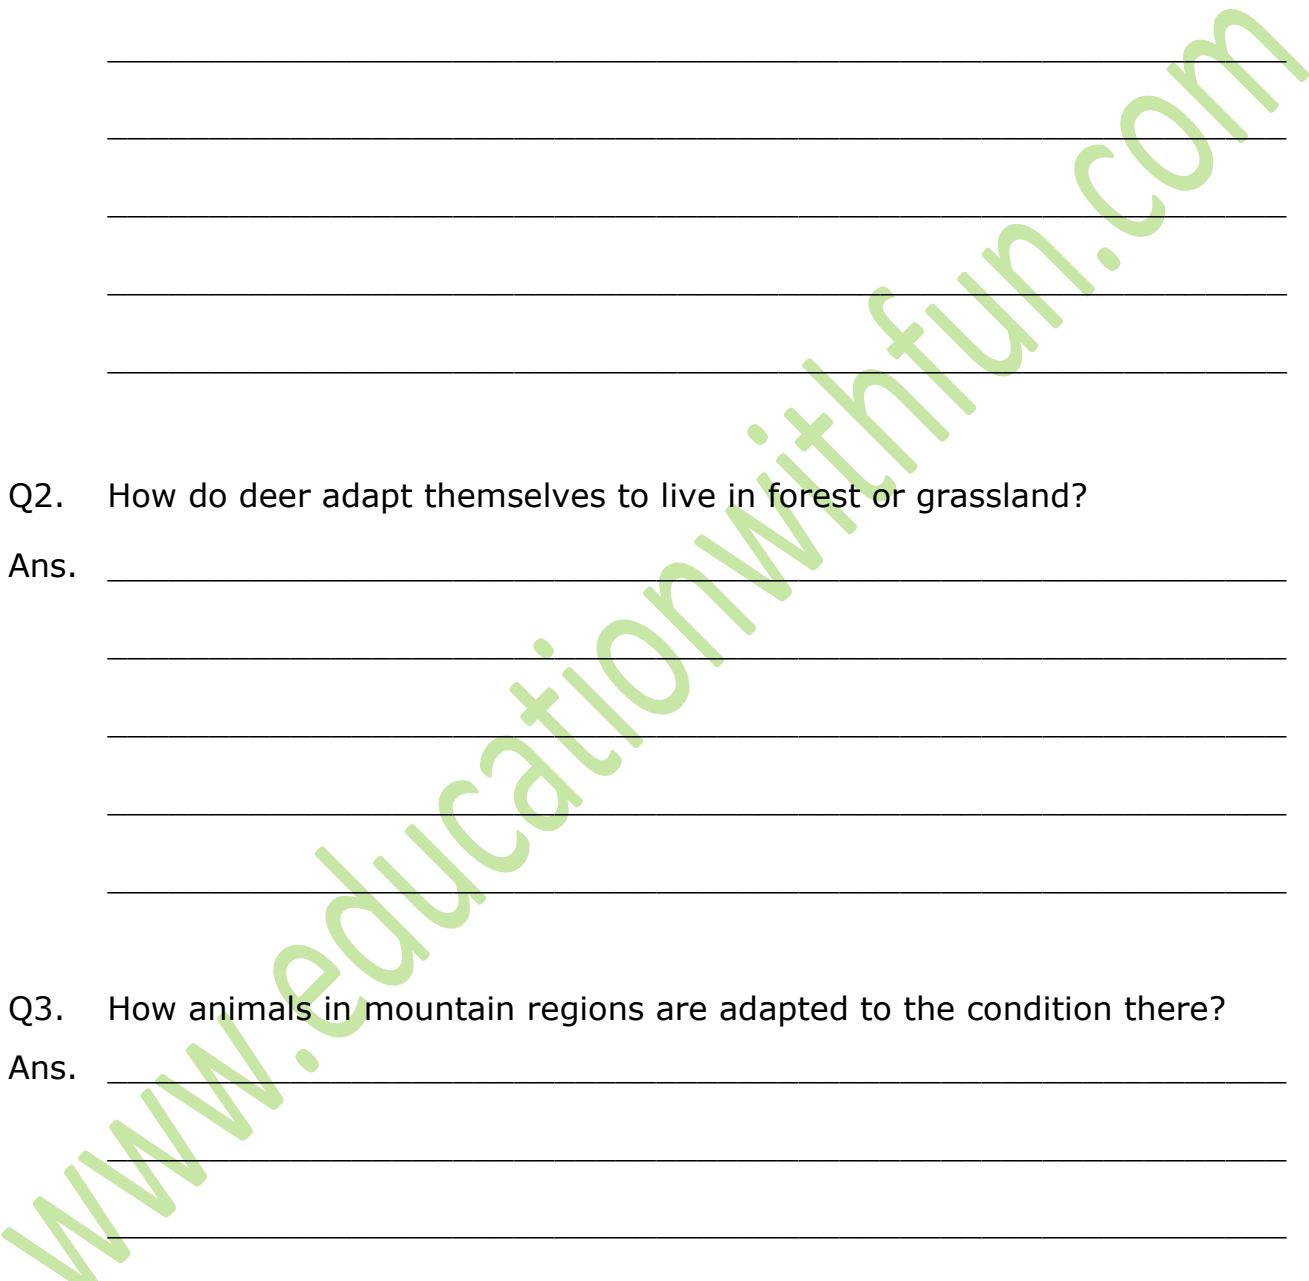 Q2. How do deer adapt themselves to live in forest or grassland?
Ans.
Q3. How animals in mountain regions are adapted to the condition there?
Ans.
www.educationwithfun.com